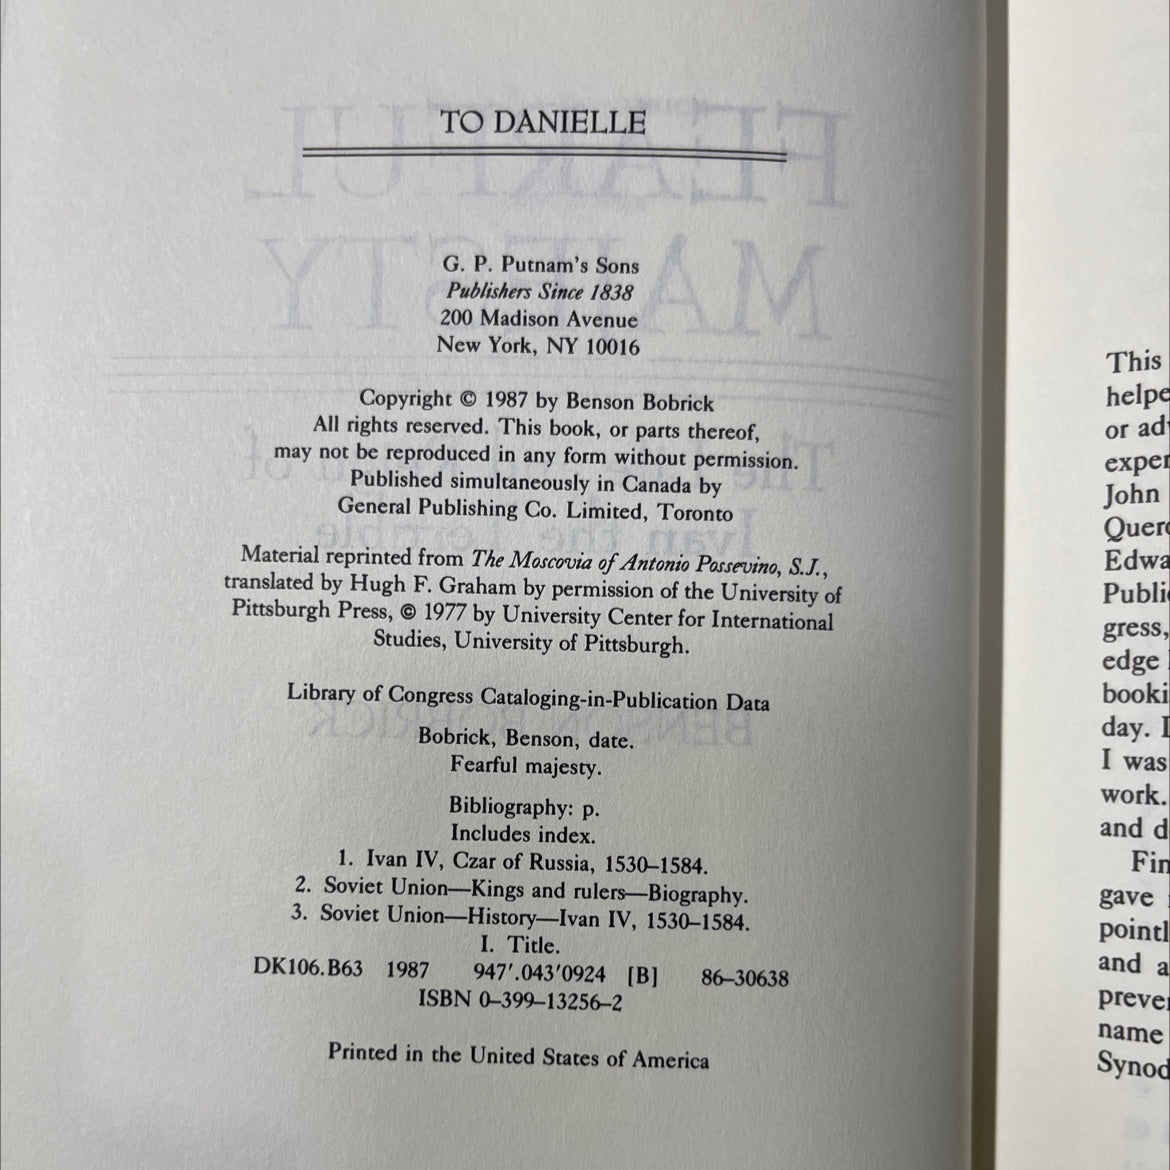 TO DANIELLE
G. P. Putnam's Sons
Publishers Since 1838
200 Madison Avenue
New York, NY 10016
Copyright © 1987 by Benson Bobrick
All rights reserved. This book, or parts thereof,
may not be reproduced in any form without permission.
Published simultaneously in Canada by
General Publishing Co. Limited, Toronto
Material reprinted from The Moscovia of Antonio Possevino, S.J.,
translated by Hugh F. Graham by permission of the University of
Pittsburgh Press, © 1977 by University Center for International
Studies, University of Pittsburgh.
Library of Congress Cataloging-in-Publication Data
Bobrick, Benson, date.
Fearful majesty.
Bibliography: p.
Includes index.
1. Ivan IV, Czar of Russia, 1530–1584.
2. Soviet Union—Kings and rulers—Biography.
3. Soviet Union—History—Ivan IV, 1530–1584.
I. Title.
DK106.B63 1987 947'.043'0924 [B] 86–30638
ISBN 0–399–13256–2
Printed in the United States of America
This
helpe
or ad
exper
John
Quer
Edwa
Publi
gress,
edge
booki
day. I
I was
work.
and d
Fin
gave
pointl
and a
preve
name
Synod